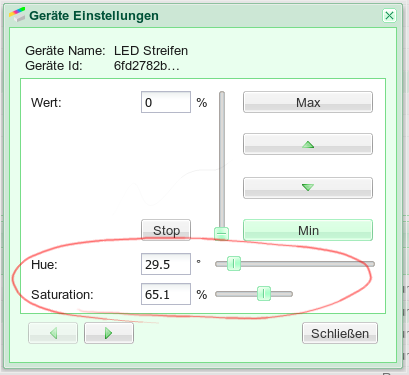 Geräte Einstellungen
Geräte Name: LED Streifen
Geräte Id: 6fd2782b...
Wert: 0 % Max
Stop Min
Hue: 29.5 °
Saturation: 65.1 %
Schließen